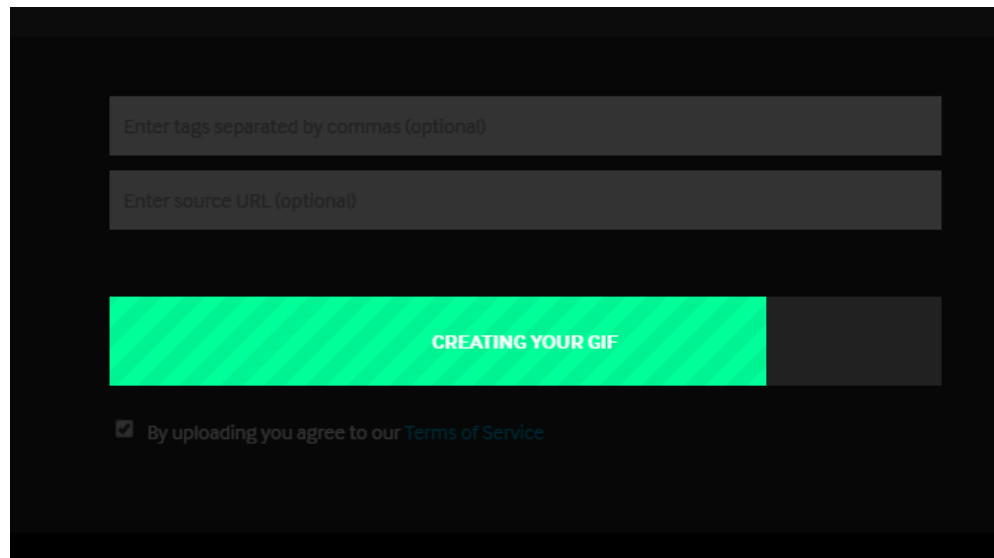 Enter tags separated by commas (optional)
Enter source URL (optional)
CREATING YOUR GIF
By uploading you agree to our Terms of Service